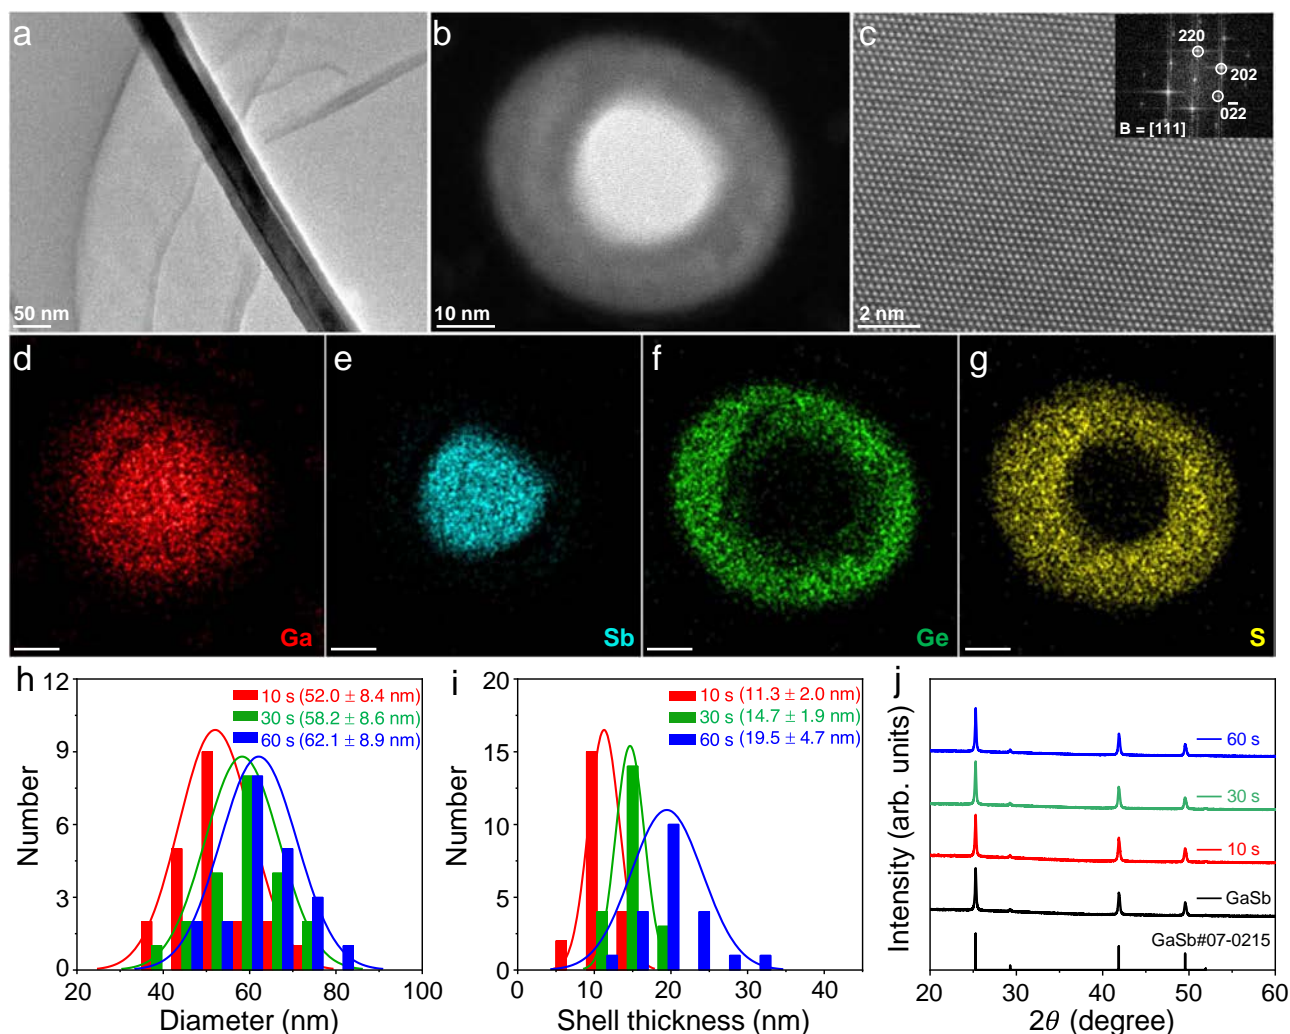 a
50 nm
b
10 nm
c
220
202
02̅2
B = [111]
2 nm
d
Ga
e
Sb
f
Ge
g
S
h
12
9
6
3
0
Number
10 s (52.0 ± 8.4 nm)
30 s (58.2 ± 8.6 nm)
60 s (62.1 ± 8.9 nm)
20 40 60 80 100
Diameter (nm)
i
20
15
10
5
0
Number
10 s (11.3 ± 2.0 nm)
30 s (14.7 ± 1.9 nm)
60 s (19.5 ± 4.7 nm)
0 10 20 30 40
Shell thickness (nm)
j
Intensity (arb. units)
60 s
30 s
10 s
GaSb
GaSb#07-0215
20 30 40 50 60
2θ (degree)